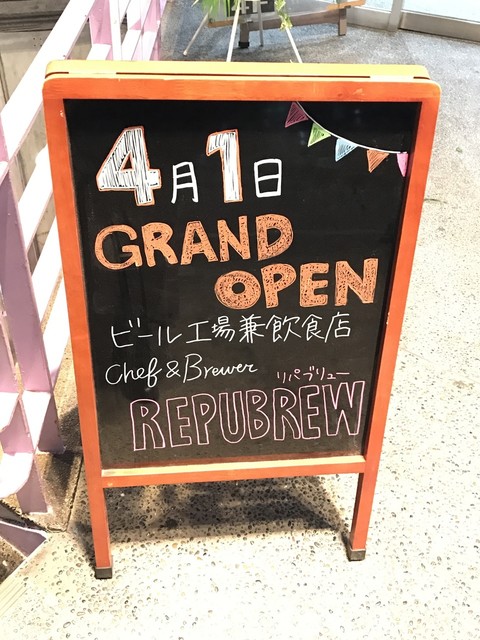 4月1日
GRAND
OPEN
ビール工場兼飲食店
Chef & Brewer
リパブリュー
REPUBREW